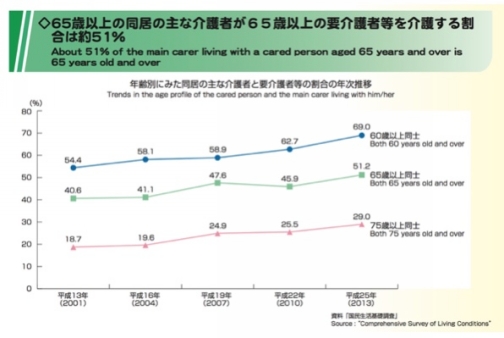 ◇65歳以上の同居の主な介護者が65歳以上の要介護者等を介護する割
合は約51%
About 51% of the main carer living with a cared person aged 65 years and over is
65 years old and over
年齢別にみた同居の主な介護者と要介護者等の割合の年次推移
Trends in the age profile of the cared person and the main carer living with him/her
(%)
80
70
60
50
40
30
20
10
0
54.4
58.1
58.9
62.7
69.0
60歳以上同士
Both 60 years old and over
40.6
41.1
47.6
45.9
51.2
65歳以上同士
Both 65 years old and over
18.7
19.6
24.9
25.5
29.0
75歳以上同士
Both 75 years old and over
平成13年
(2001)
平成16年
(2004)
平成19年
(2007)
平成22年
(2010)
平成25年
(2013)
資料「国民生活基礎調査」
Source : "Comprehensive Survey of Living Conditions"